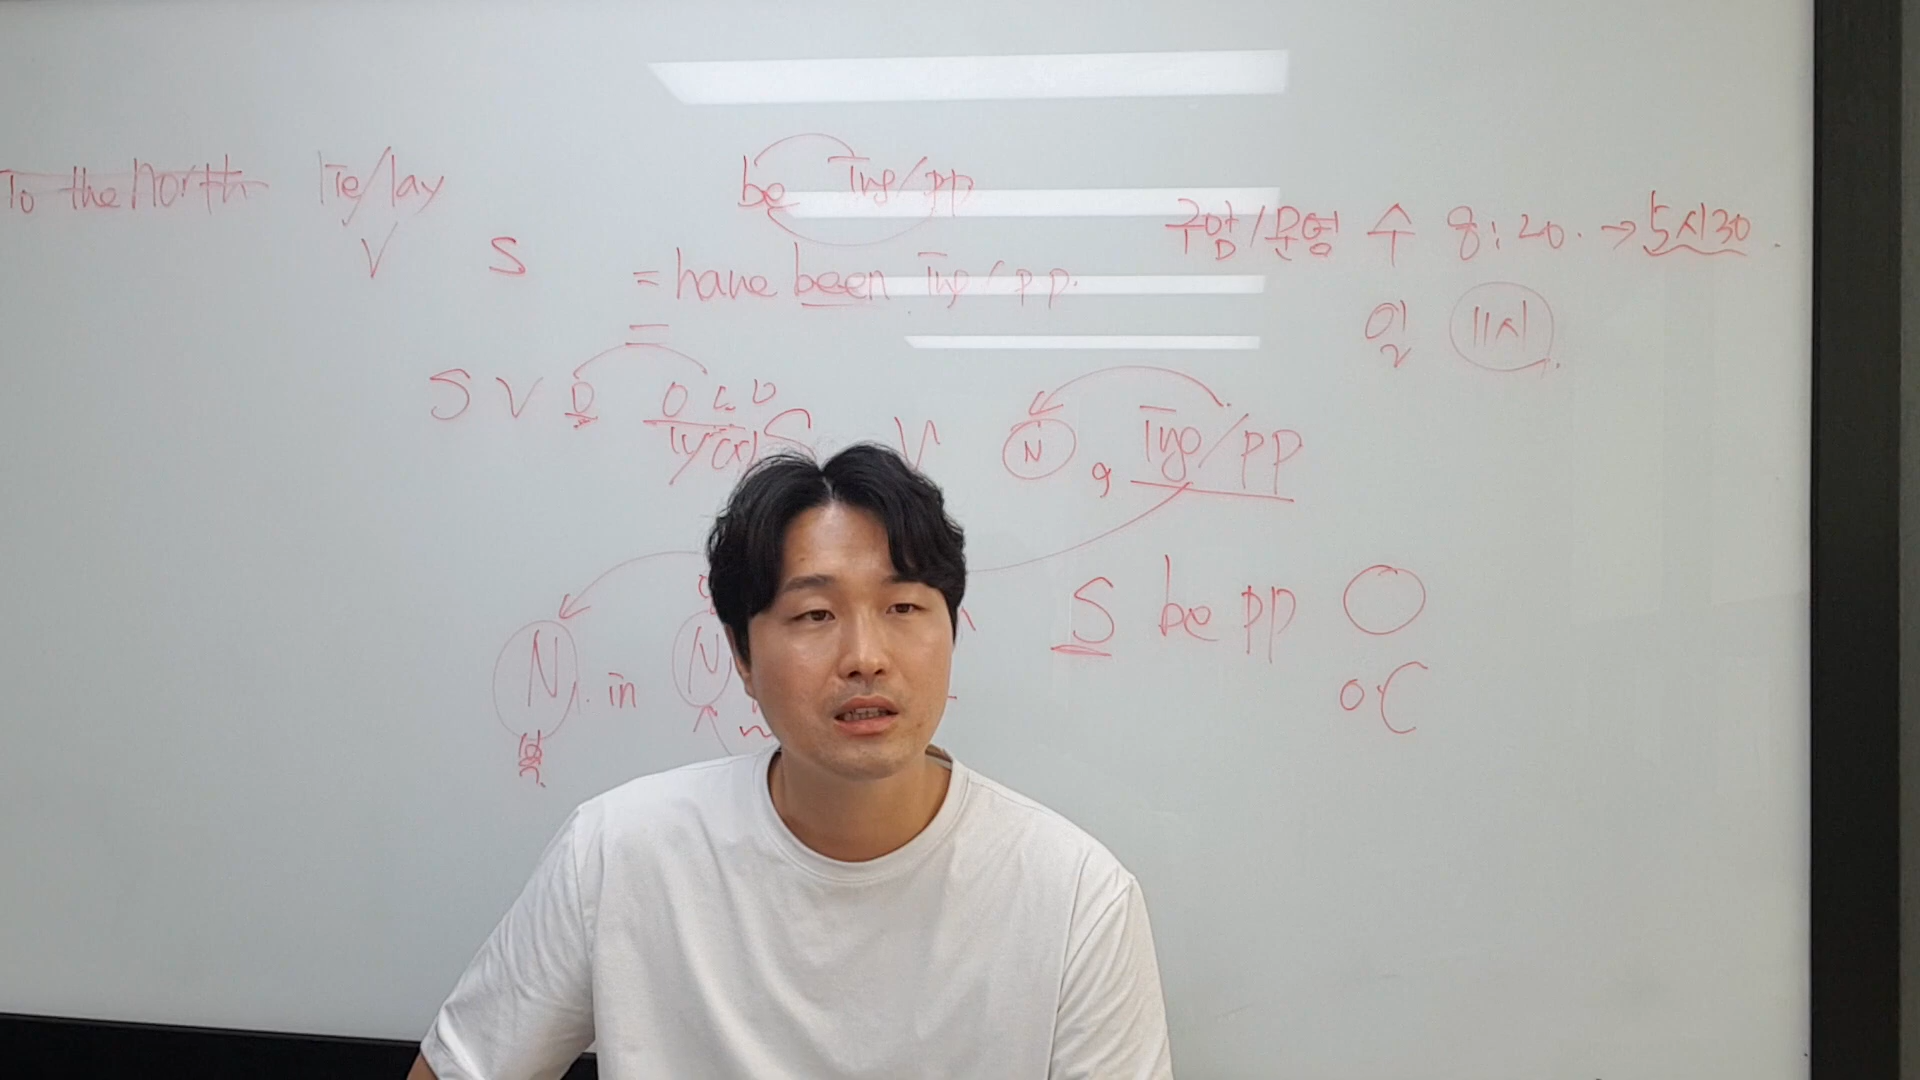 To the North lie/lay
V S
be ing/pp
= have been ing/pp.
구암/운영 수 8:20. → 5시30.
일 11시.
=
S V O O.C
S V N, ing/pp
N. in N
S be pp O
O.C